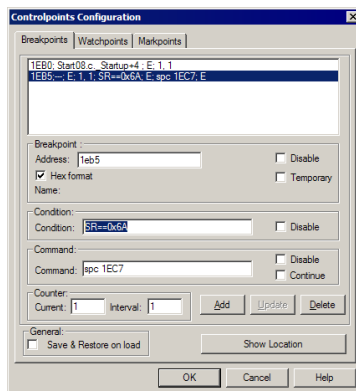 Controlpoints Configuration
Breakpoints Watchpoints Markpoints
1EB0; Start08.c._Startup+4 ; E; 1, 1
1EB5;---; E; 1, 1; SR==0x6A; E; spc 1EC7; E
Breakpoint :
Address: 1eb5 Disable
Hex format Temporary
Name:
Condition:
Condition: SR==0x6A Disable
Command:
Command: spc 1EC7 Disable
Continue
Counter:
Current: 1 Interval: 1 Add Update Delete
General:
Save & Restore on load Show Location
OK Cancel Help